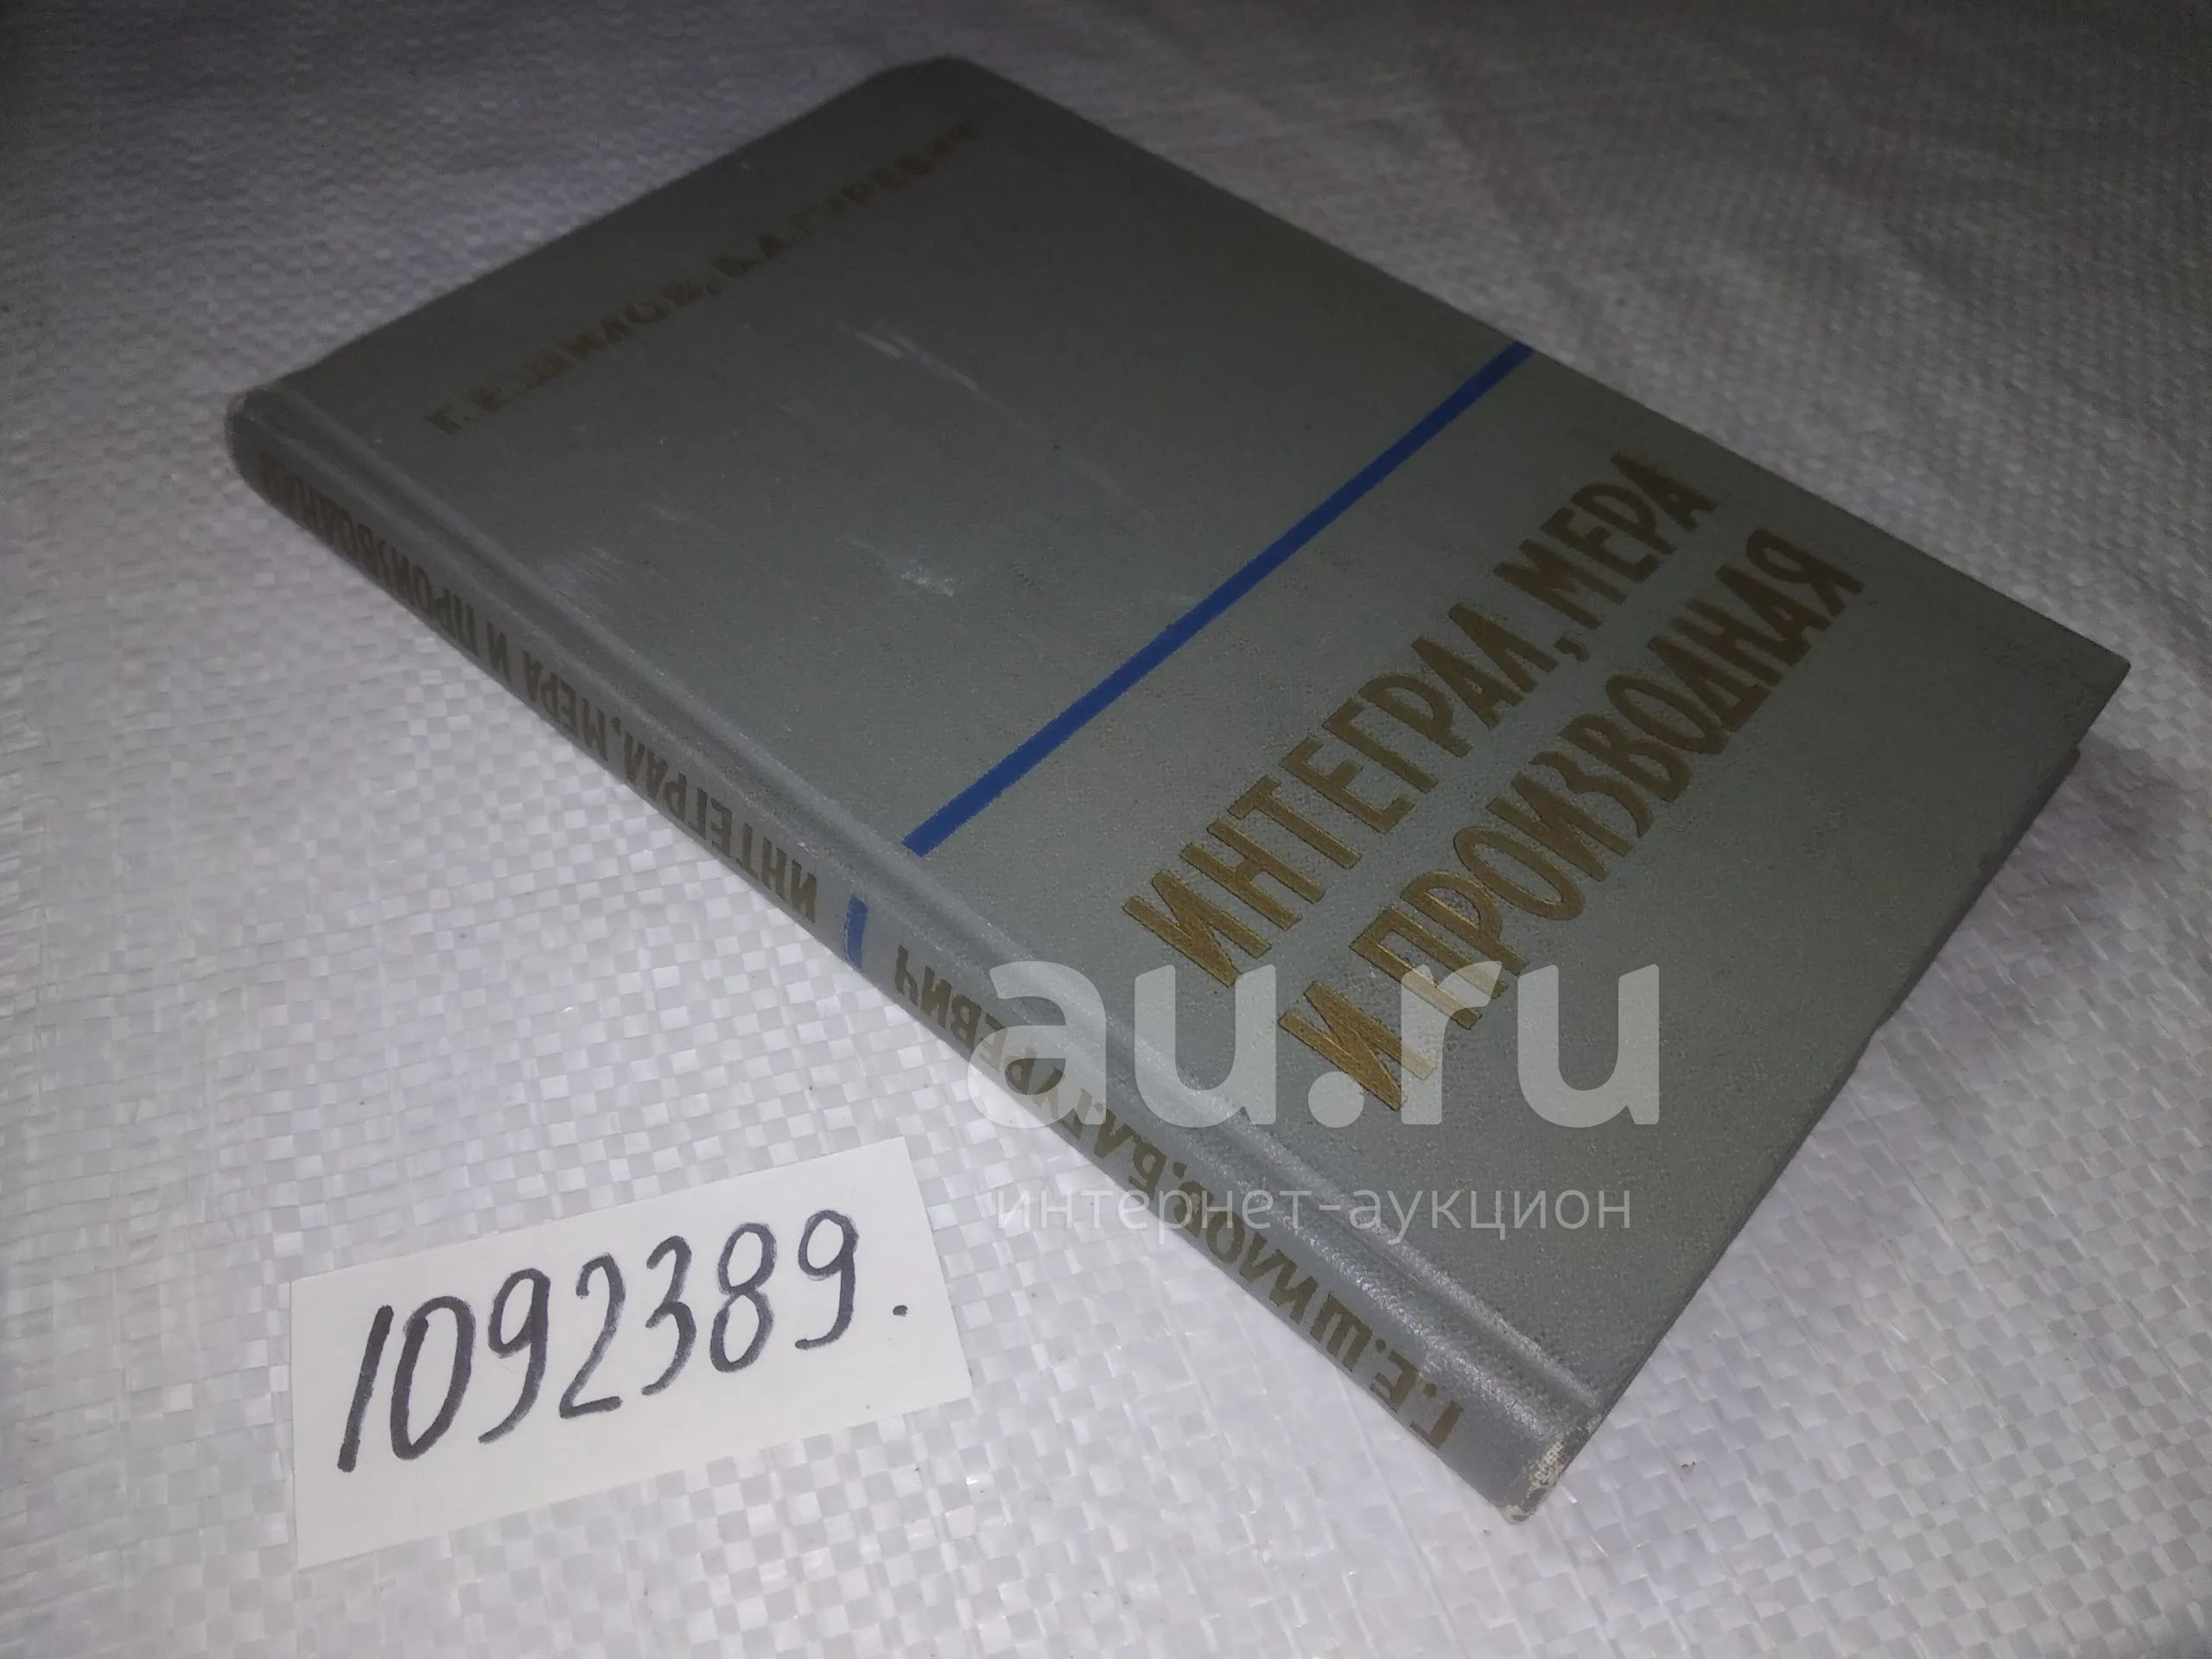 Г. Е. ШИЛОВ, Б. Л. ГУРЕВИЧ
ИНТЕГРАЛ, МЕРА
И ПРОИЗВОДНАЯ
Г. Е. ШИЛОВ, Б. Л. ГУРЕВИЧ
ИНТЕГРАЛ, МЕРА И ПРОИЗВОДНАЯ
au.ru
интернет-аукцион
1092389.